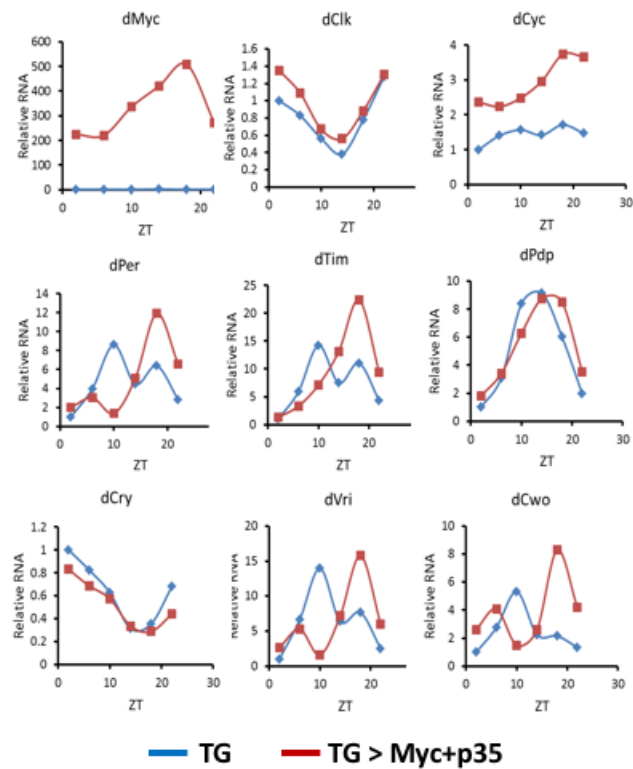 dMyc
Relative RNA
600
500
400
300
200
100
0
0 10 20
ZT
dClk
Relative RNA
1.6
1.4
1.2
1
0.8
0.6
0.4
0.2
0
0 10 20
ZT
dCyc
Relative RNA
4
3
2
1
0
0 10 20 30
ZT
dPer
Relative RNA
14
12
10
8
6
4
2
0
0 10 20
ZT
dTim
Relative RNA
25
20
15
10
5
0
0 10 20
ZT
dPdp
Relative RNA
10
8
6
4
2
0
0 10 20 30
ZT
dCry
Relative RNA
1.2
1
0.8
0.6
0.4
0.2
0
0 10 20 30
ZT
dVri
Relative RNA
20
15
10
5
0
0 10 20
ZT
dCwo
Relative RNA
10
8
6
4
2
0
0 10 20 30
ZT
TG TG > Myc+p35